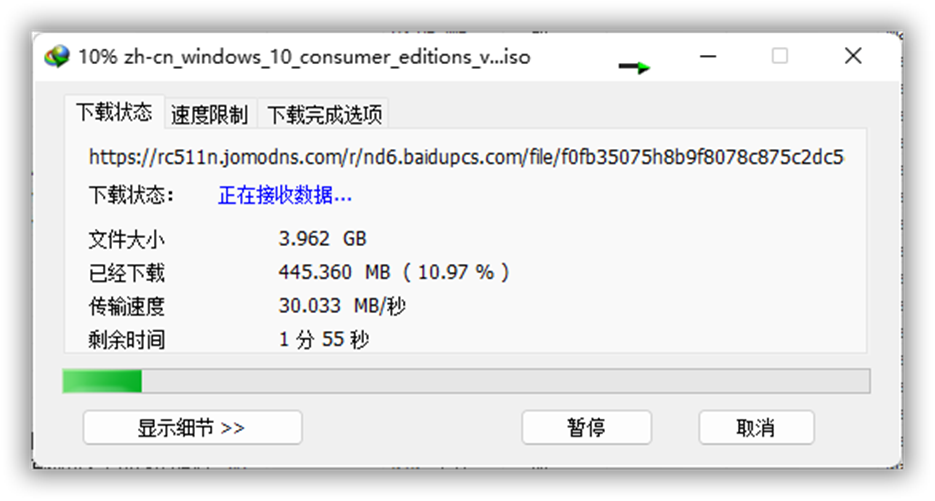 10% zh-cn_windows_10_consumer_editions_v...iso
下载状态 速度限制 下载完成选项
https://rc511n.jomodns.com/r/nd6.baidupcs.com/file/f0fb35075h8b9f8078c875c2dc5
下载状态： 正在接收数据...
文件大小 3.962 GB
已经下载 445.360 MB ( 10.97 % )
传输速度 30.033 MB/秒
剩余时间 1 分 55 秒
显示细节 >> 暂停 取消